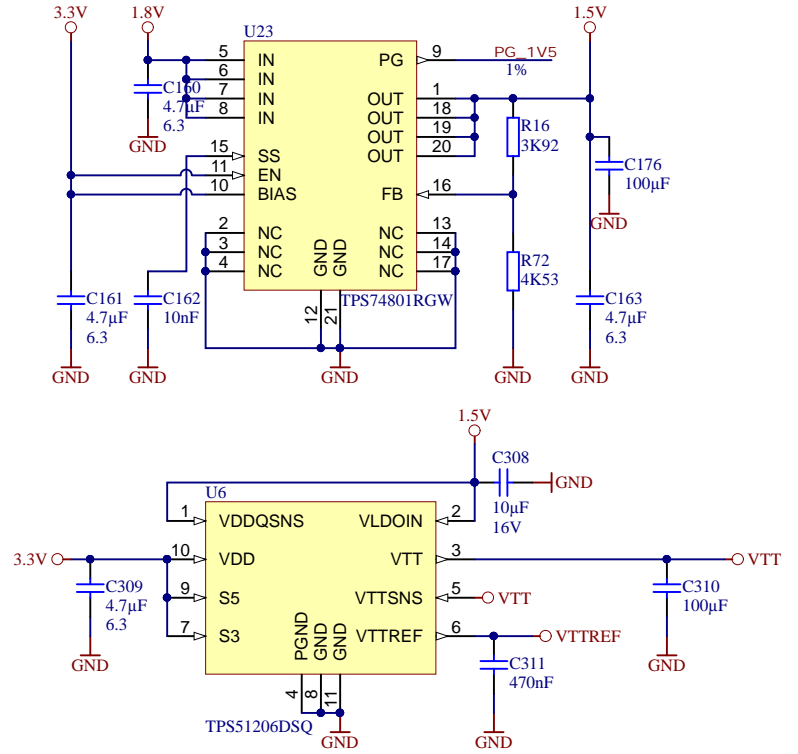 3.3V 1.8V 1.5V
U23
5 IN PG 9 PG_1V5
6 IN 1%
C160 7 IN OUT 1
4.7µF 8 IN OUT 18
6.3 OUT 19 R16
GND 15 SS OUT 20 3K92
11 EN C176
10 BIAS FB 16 100µF
GND
2 NC NC 13
3 NC NC 14 R72
4 NC GND GND NC 17 4K53
C161 C162 12 21 TPS74801RGW C163
4.7µF 10nF 4.7µF
6.3 6.3
GND GND GND GND GND
1.5V
C308
GND
U6 10µF
1 VDDQSNS VLDOIN 2 16V
3.3V 10 VDD VTT 3 VTT
C309 9 S5 VTTSNS 5 VTT C310
4.7µF 100µF
6.3 7 S3 VTTREF 6 VTTREF
PGND GND GND
GND C311 GND
4 8 11 470nF
TPS51206DSQ
GND GND